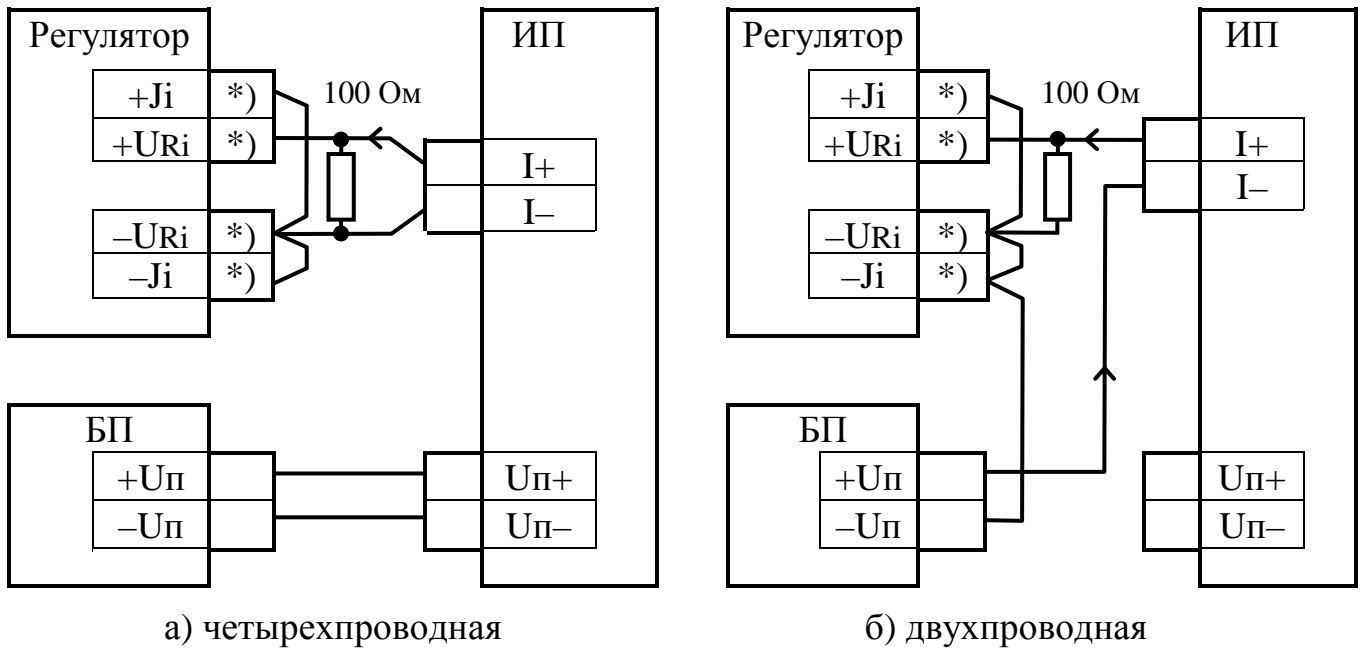 Регулятор
ИП
+Ji *)
100 Ом
+URi *)
I+
I–
–URi *)
–Ji *)
БП
+Uп
Uп+
–Uп
Uп–
а) четырехпроводная
Регулятор
ИП
+Ji *)
100 Ом
+URi *)
I+
I–
–URi *)
–Ji *)
БП
+Uп
Uп+
–Uп
Uп–
б) двухпроводная